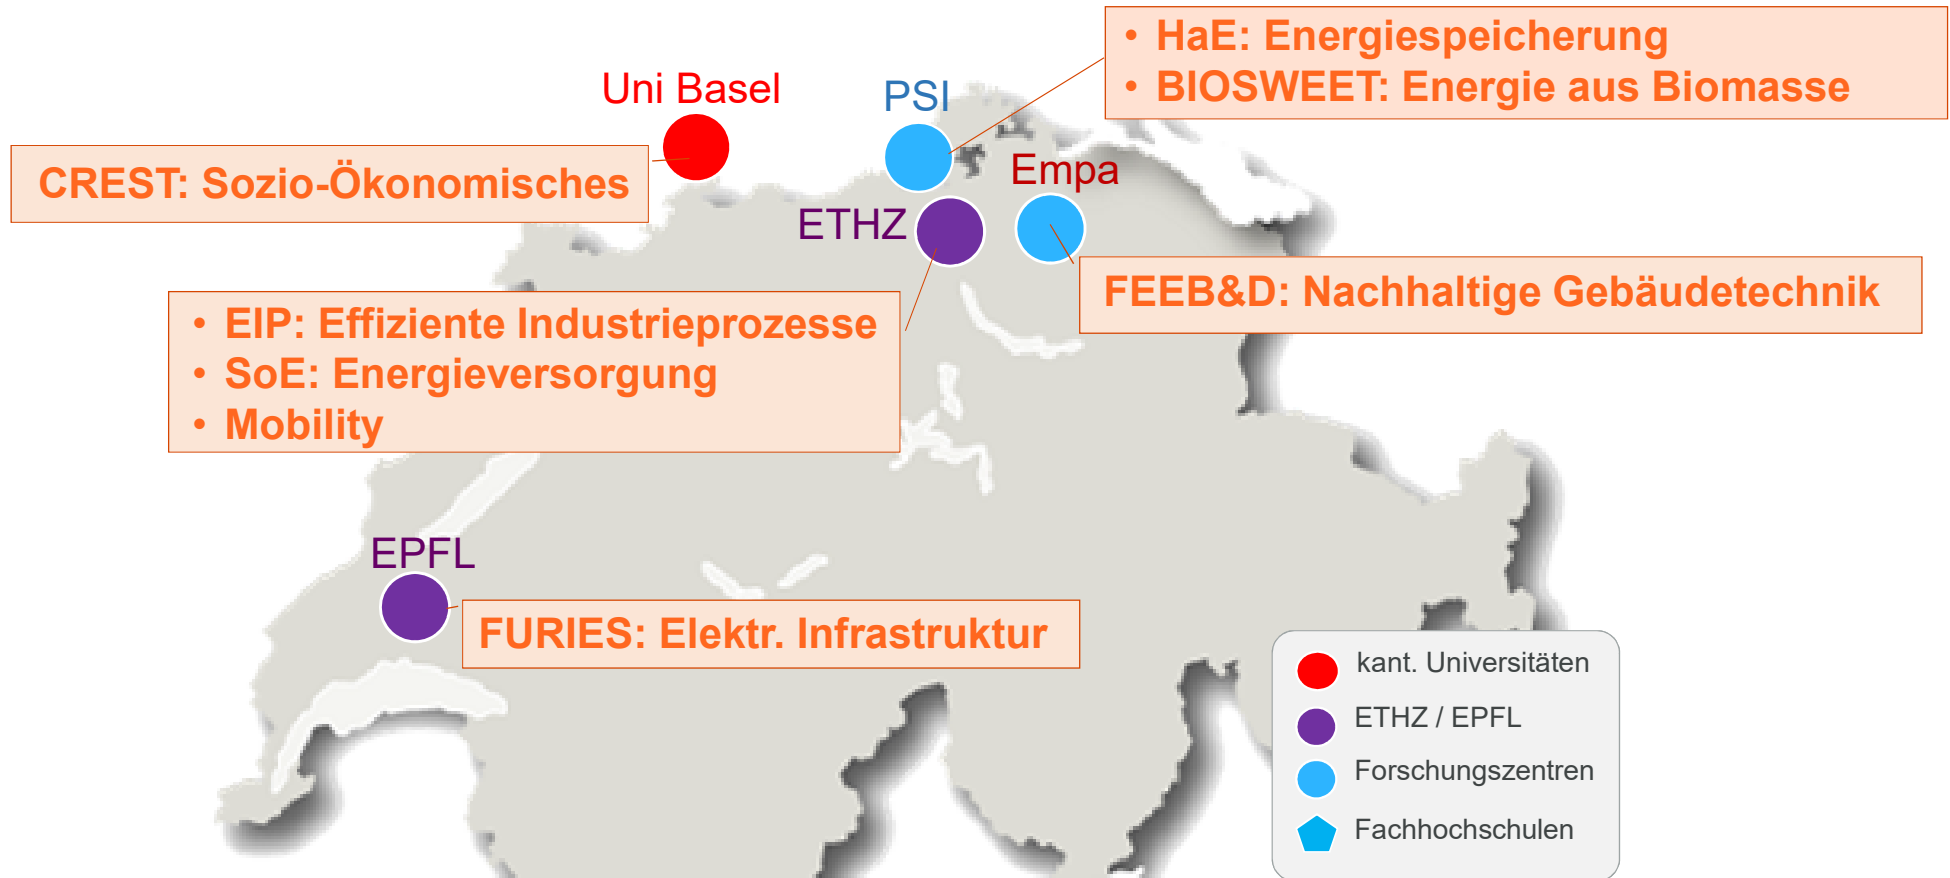 • HaE: Energiespeicherung
• BIOSWEET: Energie aus Biomasse
Uni Basel
PSI
CREST: Sozio-Ökonomisches
Empa
ETHZ
FEEB&D: Nachhaltige Gebäudetechnik
• EIP: Effiziente Industrieprozesse
• SoE: Energieversorgung
• Mobility
EPFL
FURIES: Elektr. Infrastruktur
kant. Universitäten
ETHZ / EPFL
Forschungszentren
Fachhochschulen